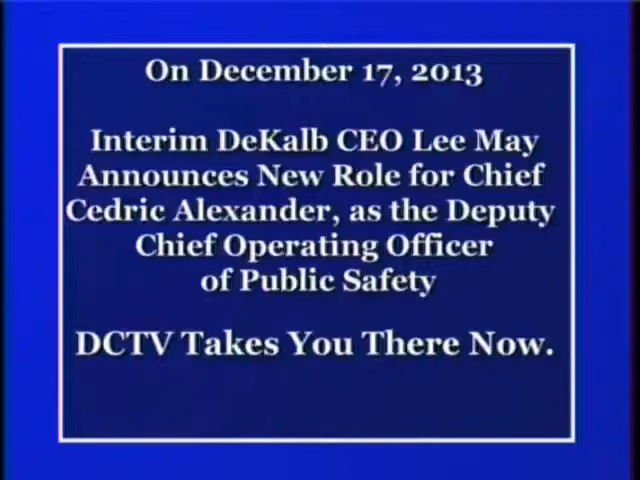 On December 17, 2013
Interim DeKalb CEO Lee May
Announces New Role for Chief
Cedric Alexander, as the Deputy
Chief Operating Officer
of Public Safety
DCTV Takes You There Now.